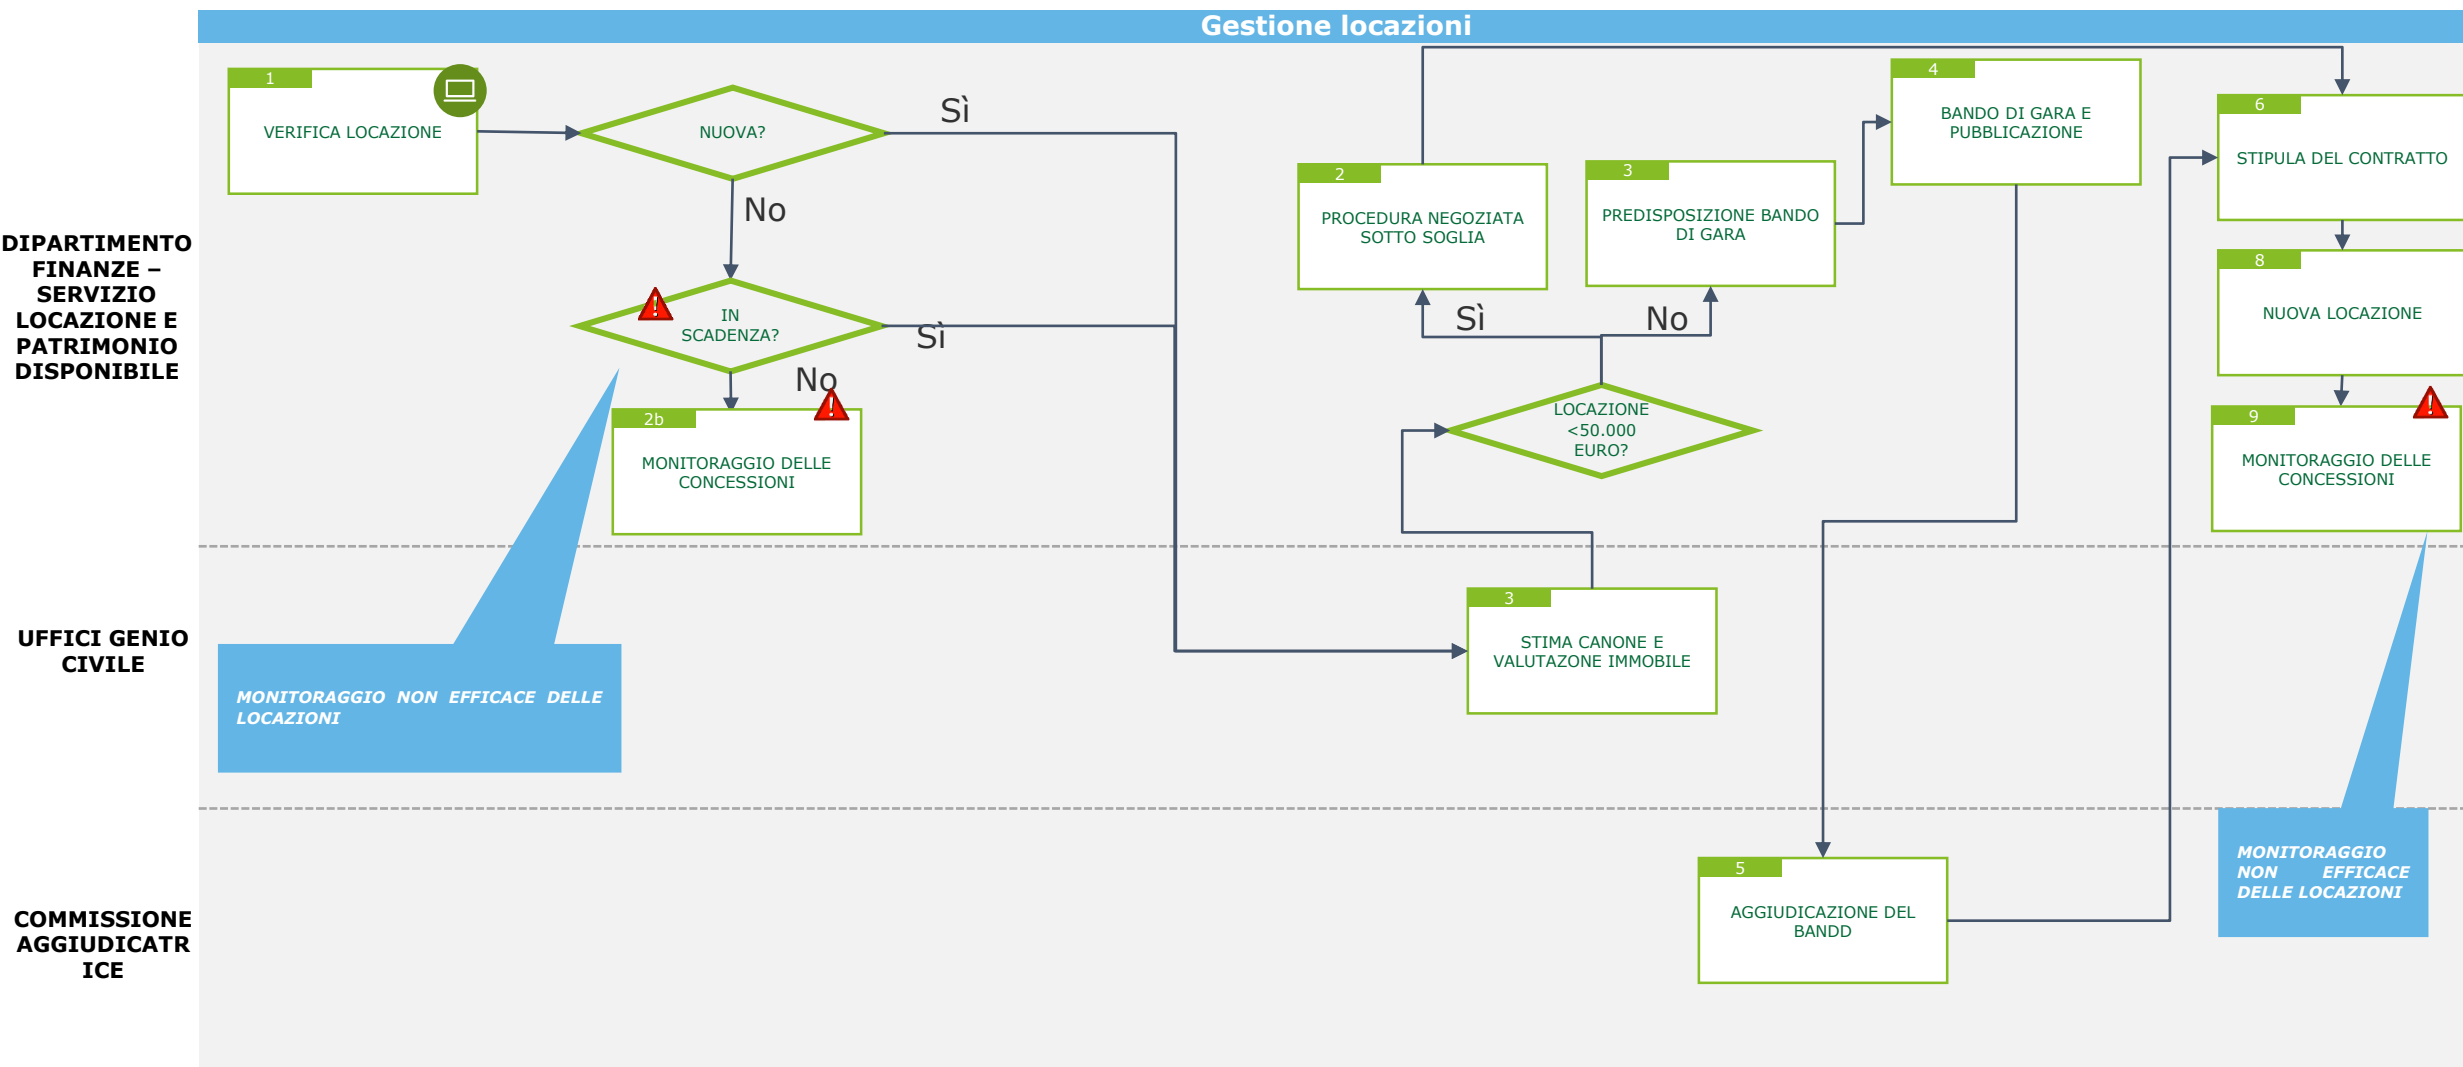 Gestione locazioni
DIPARTIMENTO
FINANZE –
SERVIZIO
LOCAZIONE E
PATRIMONIO
DISPONIBILE
1
VERIFICA LOCAZIONE
NUOVA?
Sì
No
IN
SCADENZA?
Sì
No
2b
MONITORAGGIO DELLE
CONCESSIONI
2
PROCEDURA NEGOZIATA
SOTTO SOGLIA
3
PREDISPOSIZIONE BANDO
DI GARA
4
BANDO DI GARA E
PUBBLICAZIONE
Sì
No
LOCAZIONE
<50.000
EURO?
6
STIPULA DEL CONTRATTO
8
NUOVA LOCAZIONE
9
MONITORAGGIO DELLE
CONCESSIONI
UFFICI GENIO
CIVILE
MONITORAGGIO NON EFFICACE DELLE
LOCAZIONI
3
STIMA CANONE E
VALUTAZONE IMMOBILE
COMMISSIONE
AGGIUDICATR
ICE
5
AGGIUDICAZIONE DEL
BANDD
MONITORAGGIO
NON EFFICACE
DELLE LOCAZIONI